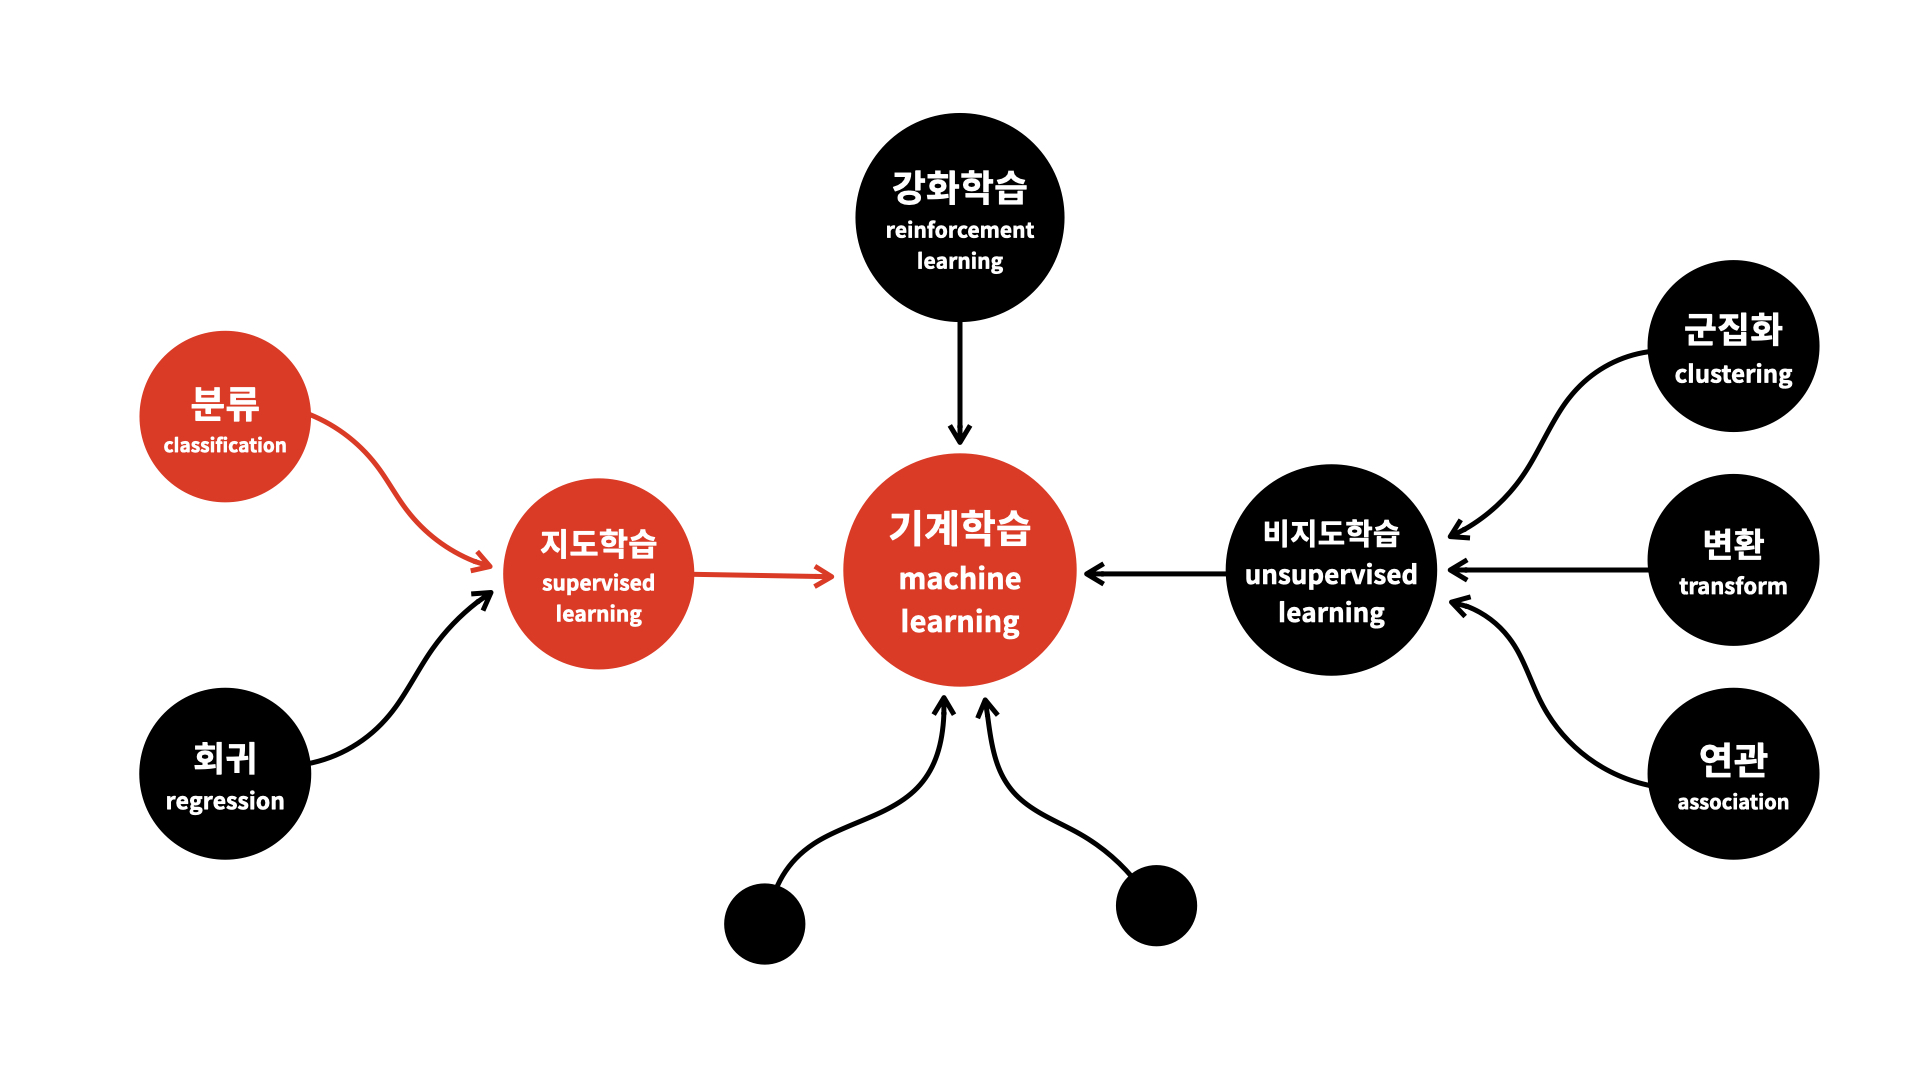 강화학습
reinforcement
learning
분류
classification
회귀
regression
지도학습
supervised
learning
기계학습
machine
learning
비지도학습
unsupervised
learning
군집화
clustering
변환
transform
연관
association